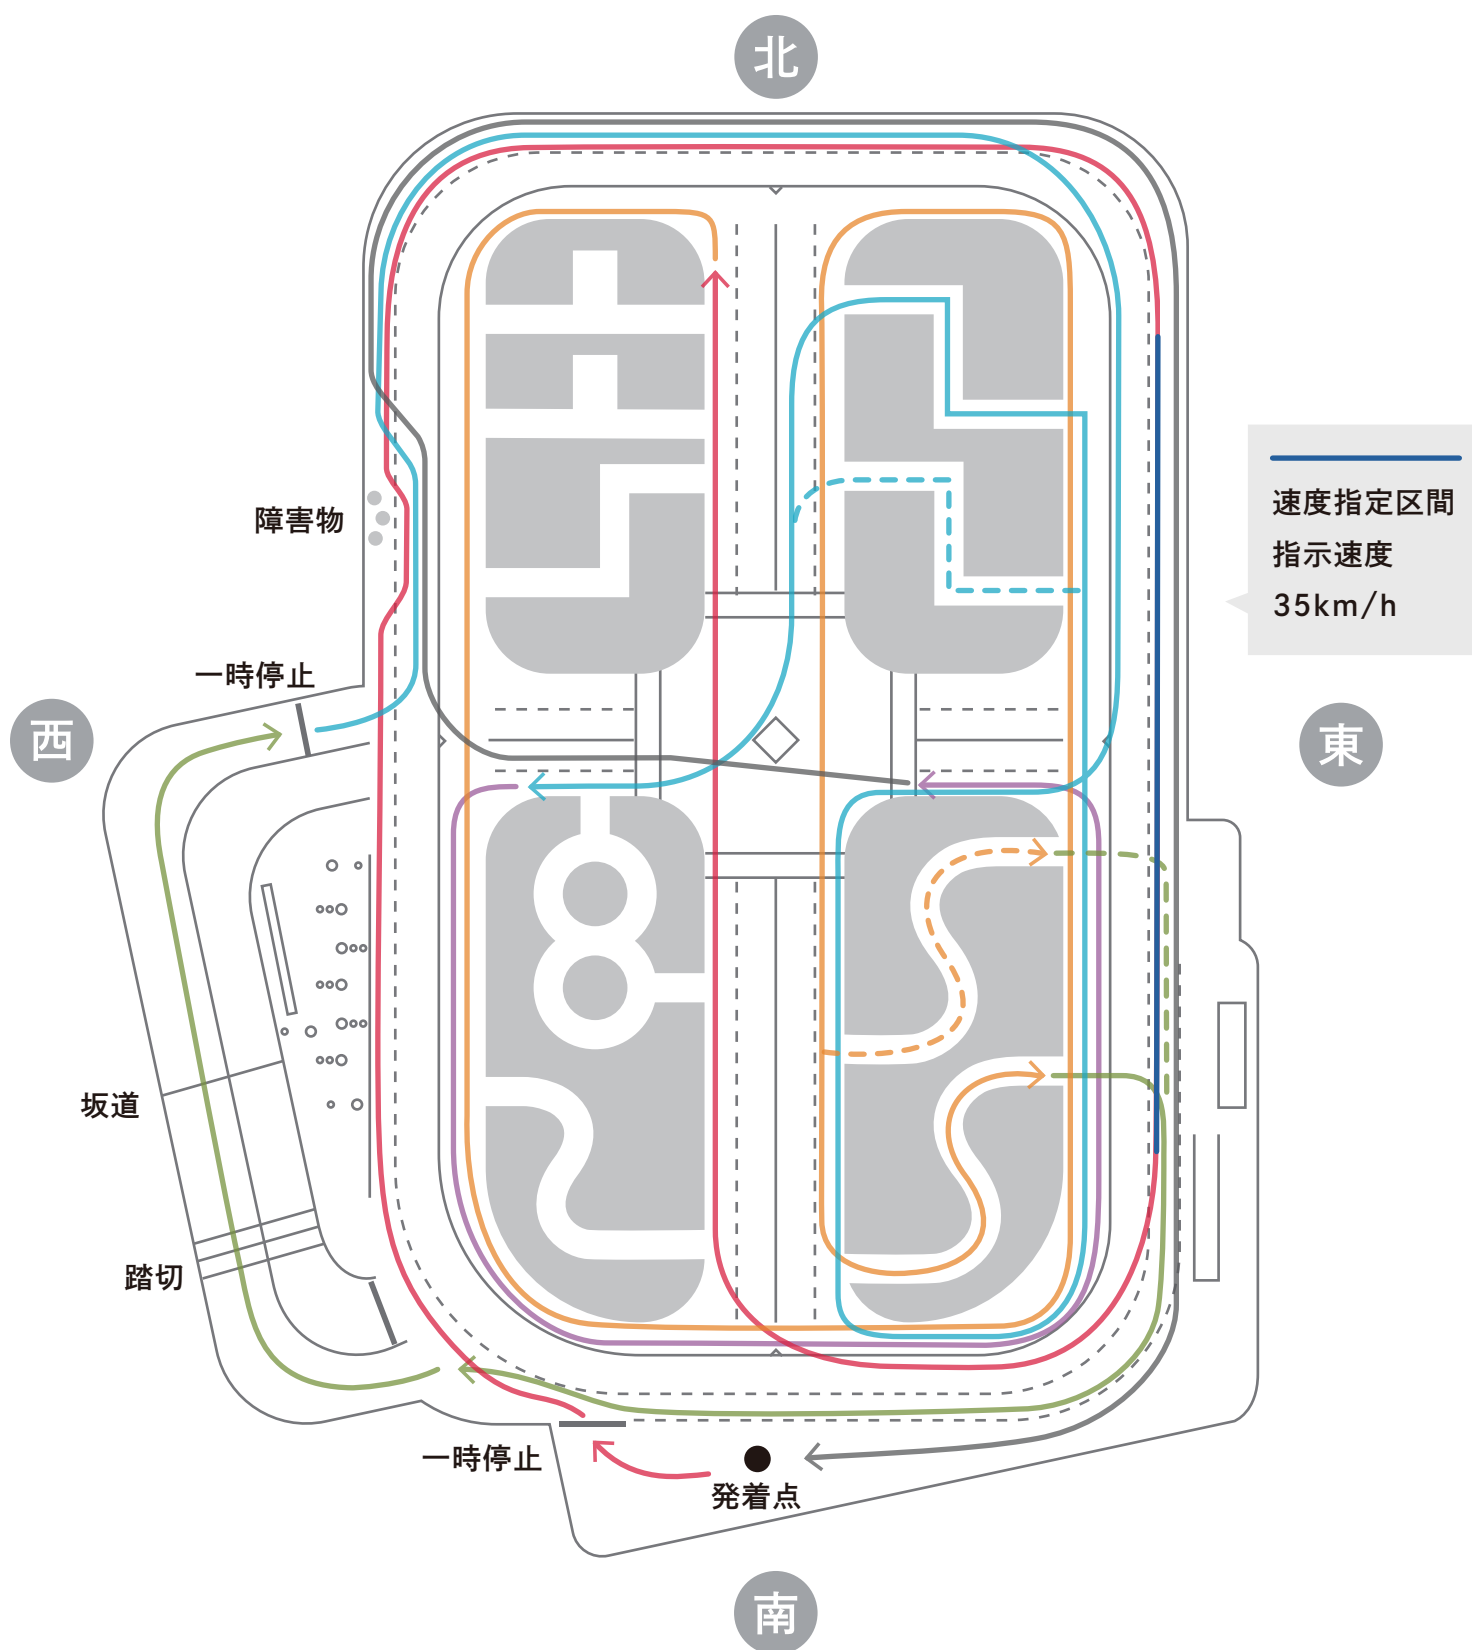 北
障害物
速度指定区間
指示速度
35km/h
一時停止
西
東
坂道
踏切
一時停止
発着点
南